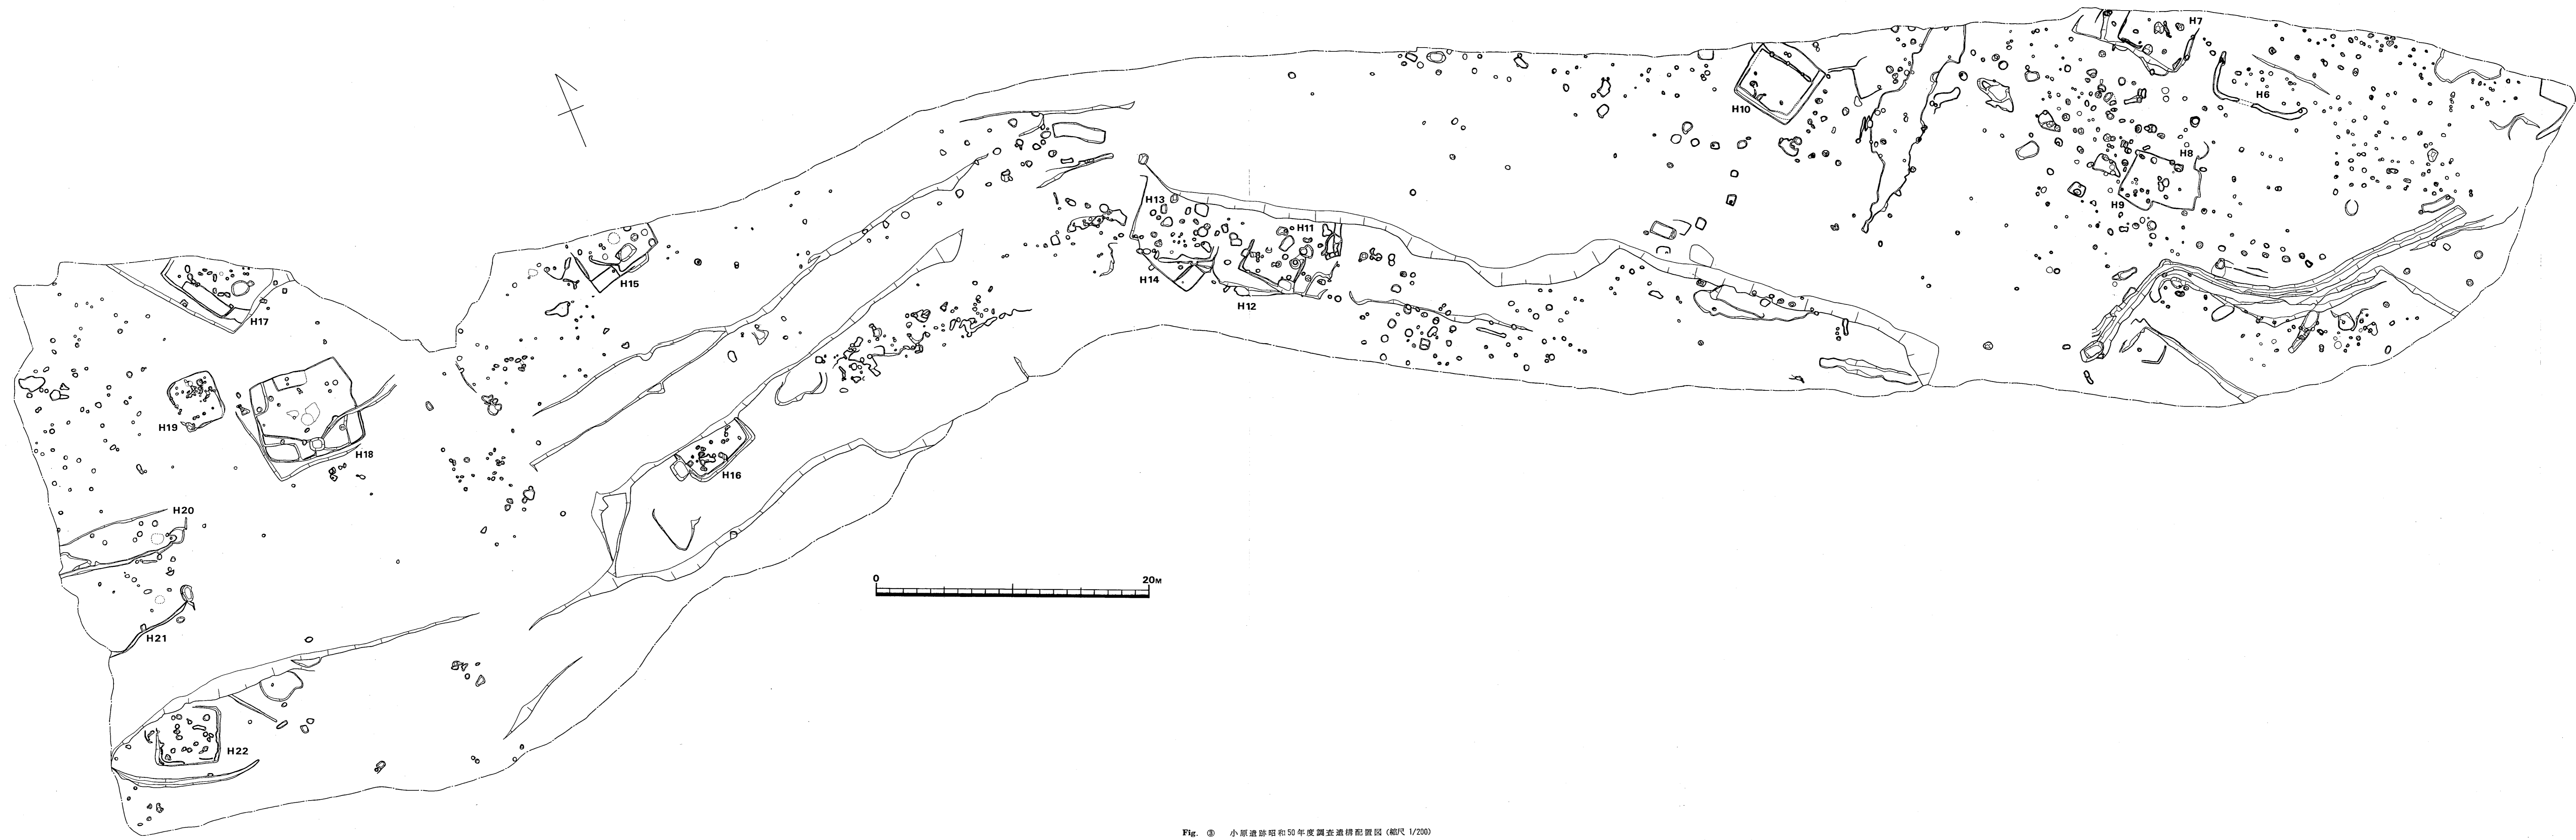 H7
H6
H10
H8
H9
H13
H11
H14
H12
H15
H17
H19
H18
H16
H20
H21
H22
0 20M
Fig. ③ 小原遺跡昭和50年度調査遺構配置図 (縮尺 1/200)